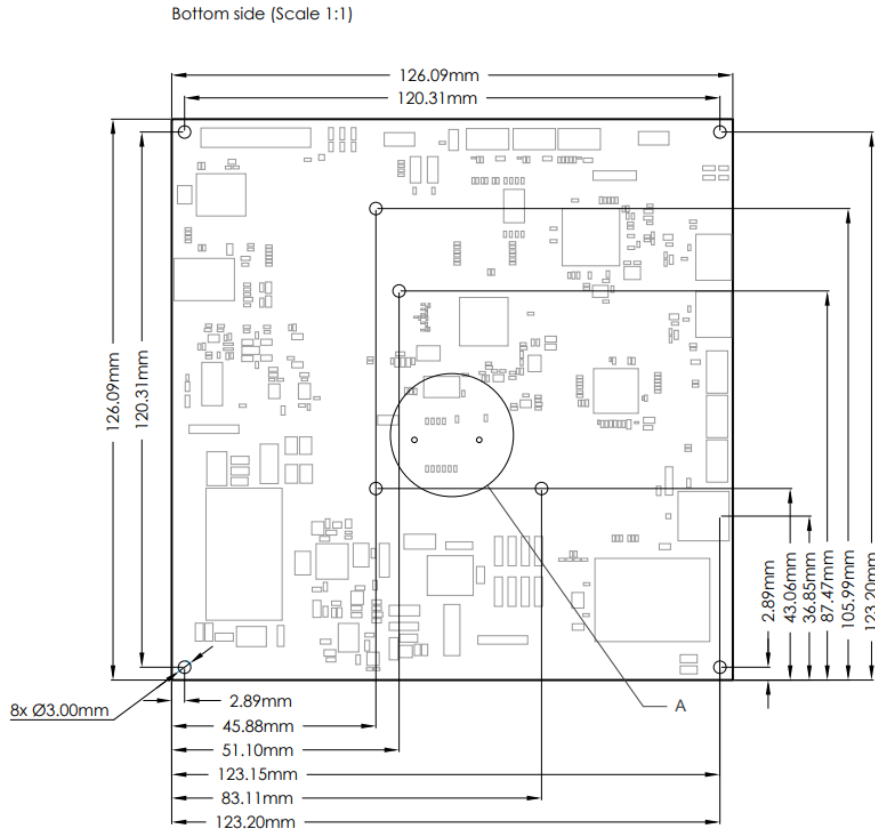 Bottom side (Scale 1:1)
126.09mm
120.31mm
126.09mm
120.31mm
2.89mm
43.06mm
36.85mm
87.47mm
105.99mm
123.20mm
8x Ø3.00mm
2.89mm
45.88mm
A
51.10mm
123.15mm
83.11mm
123.20mm